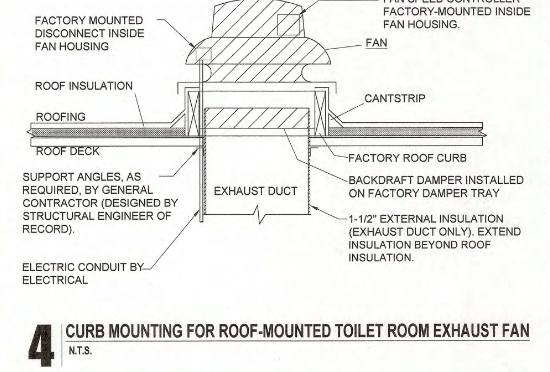 FAN SPEED CONTROLLER
FACTORY-MOUNTED INSIDE
FAN HOUSING.
FACTORY MOUNTED
DISCONNECT INSIDE
FAN HOUSING
FAN
ROOF INSULATION
CANTSTRIP
ROOFING
ROOF DECK
FACTORY ROOF CURB
SUPPORT ANGLES, AS
REQUIRED, BY GENERAL
CONTRACTOR (DESIGNED BY
STRUCTURAL ENGINEER OF
RECORD).
EXHAUST DUCT
BACKDRAFT DAMPER INSTALLED
ON FACTORY DAMPER TRAY
1-1/2" EXTERNAL INSULATION
(EXHAUST DUCT ONLY). EXTEND
INSULATION BEYOND ROOF
INSULATION.
ELECTRIC CONDUIT BY
ELECTRICAL
4
CURB MOUNTING FOR ROOF-MOUNTED TOILET ROOM EXHAUST FAN
N.T.S.